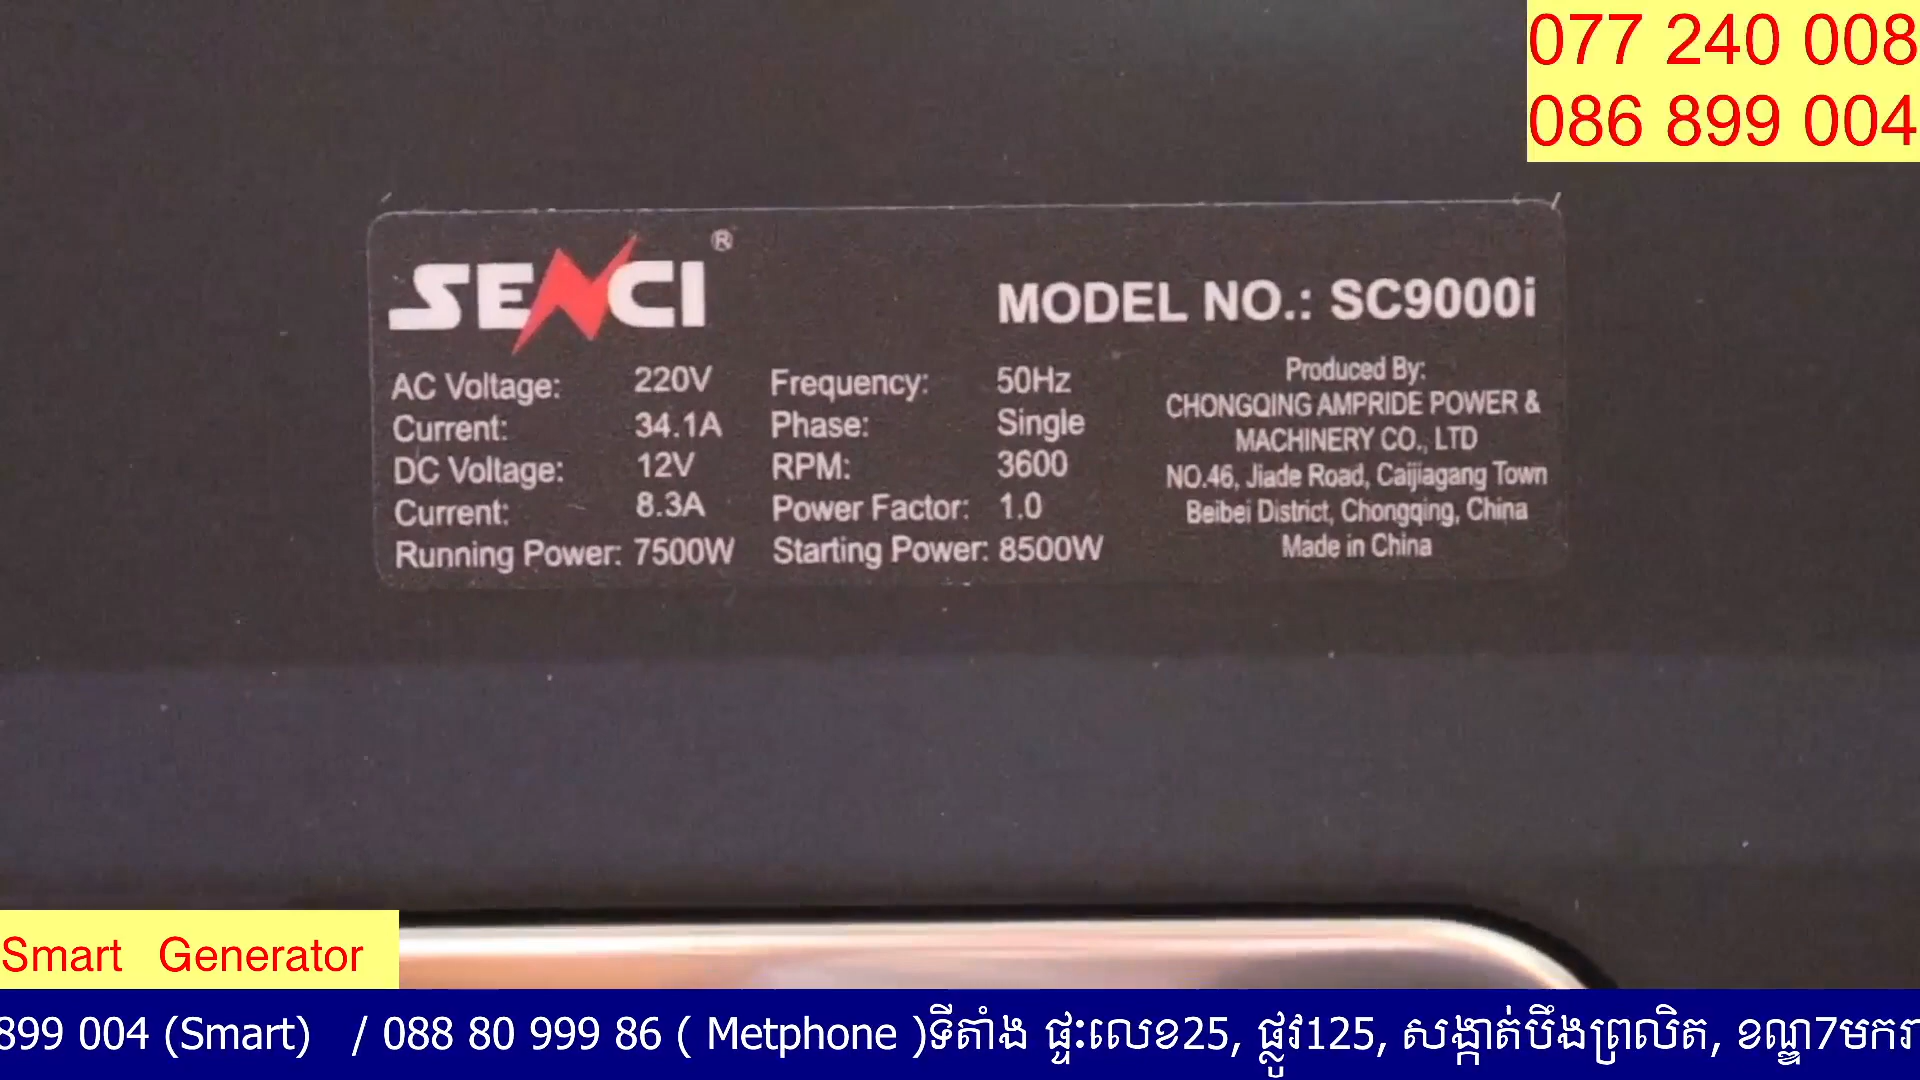 077 240 008
086 899 004
SENCI®
MODEL NO.: SC9000i
AC Voltage: 220V
Current: 34.1A
DC Voltage: 12V
Current: 8.3A
Running Power: 7500W
Frequency: 50Hz
Phase: Single
RPM: 3600
Power Factor: 1.0
Starting Power: 8500W
Produced By:
CHONGQING AMPRIDE POWER &
MACHINERY CO., LTD
NO.46, Jiade Road, Caijiagang Town
Beibei District, Chongqing, China
Made in China
Smart Generator
899 004 (Smart) / 088 80 999 86 ( Metphone )ទីតាំង ផ្ទះលេខ25, ផ្លូវ125, សង្កាត់បឹងព្រលិត, ខណ្ឌ7មករា